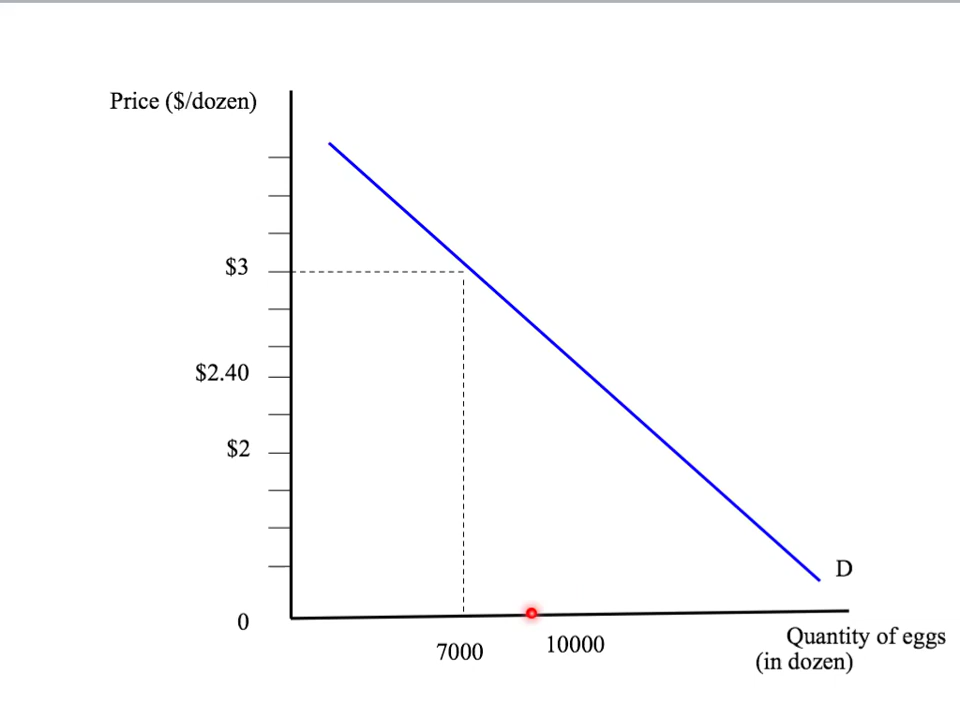 Price ($/dozen)
$3
$2.40
$2
D
0
7000
10000
Quantity of eggs
(in dozen)